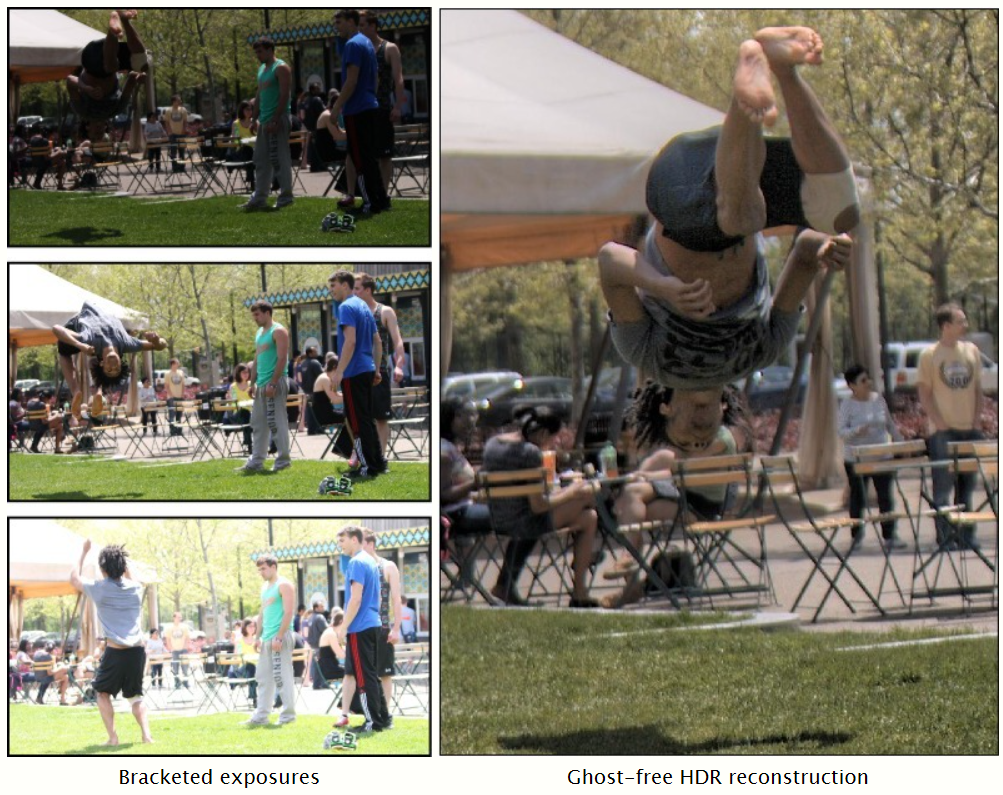 Bracketed exposures
Ghost-free HDR reconstruction